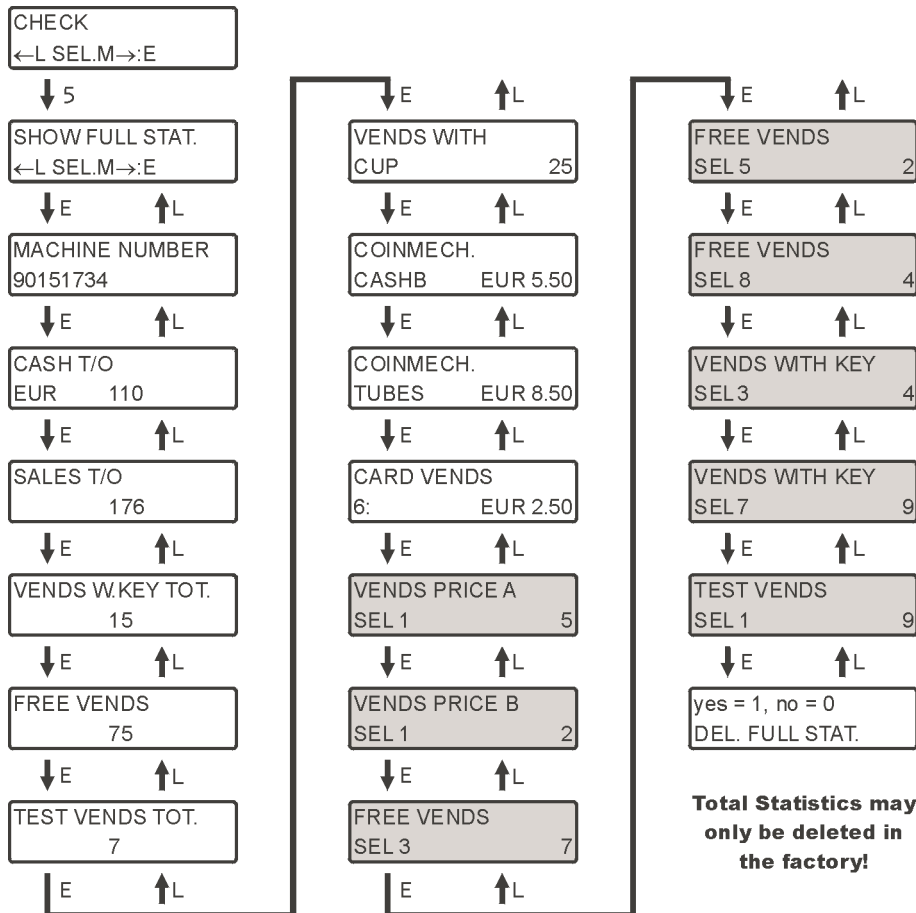 CHECK
←L SEL.M→:E
5
SHOW FULL STAT.
←L SEL.M→:E
E L
MACHINE NUMBER
90151734
E L
CASH T/O
EUR 110
E L
SALES T/O
176
E L
VENDS W.KEY TOT.
15
E L
FREE VENDS
75
E L
TEST VENDS TOT.
7
E L
E L
VENDS WITH
CUP 25
E L
COINMECH.
CASHB EUR 5.50
E L
COINMECH.
TUBES EUR 8.50
E L
CARD VENDS
6: EUR 2.50
E L
VENDS PRICE A
SEL 1 5
E L
VENDS PRICE B
SEL 1 2
E L
FREE VENDS
SEL 3 7
E L
E L
FREE VENDS
SEL 5 2
E L
FREE VENDS
SEL 8 4
E L
VENDS WITH KEY
SEL 3 4
E L
VENDS WITH KEY
SEL 7 9
E L
TEST VENDS
SEL 1 9
E L
yes = 1, no = 0
DEL. FULL STAT.
Total Statistics may
only be deleted in
the factory!